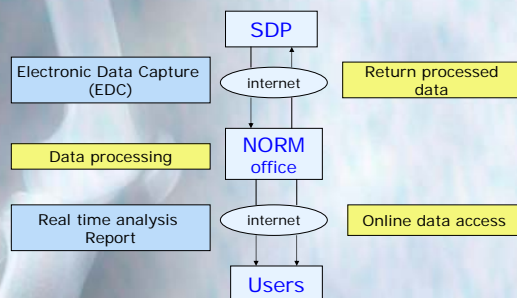 SDP
Electronic Data Capture
(EDC)
internet
Return processed
data
Data processing
NORM
office
Real time analysis
Report
internet
Online data access
Users